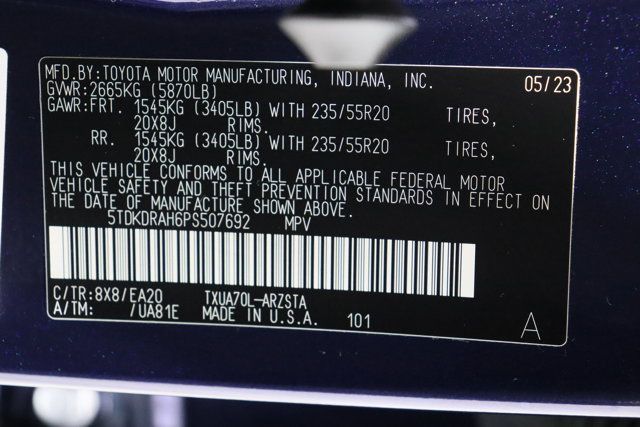 MFD.BY:TOYOTA MOTOR MANUFACTURING, INDIANA, INC. 05/23
GVWR:2665KG (5870LB)
GAWR:FRT. 1545KG (3405LB) WITH 235/55R20 TIRES,
20X8J RIMS.
RR. 1545KG (3405LB) WITH 235/55R20 TIRES,
20X8J RIMS.
THIS VEHICLE CONFORMS TO ALL APPLICABLE FEDERAL MOTOR
VEHICLE SAFETY AND THEFT PREVENTION STANDARDS IN EFFECT ON
THE DATE OF MANUFACTURE SHOWN ABOVE.
5TDKDRAH6PS507692 MPV
C/TR:8X8/EA20 TXUA70L-ARZSTA
A/TM: /UA81E MADE IN U.S.A. 101
A